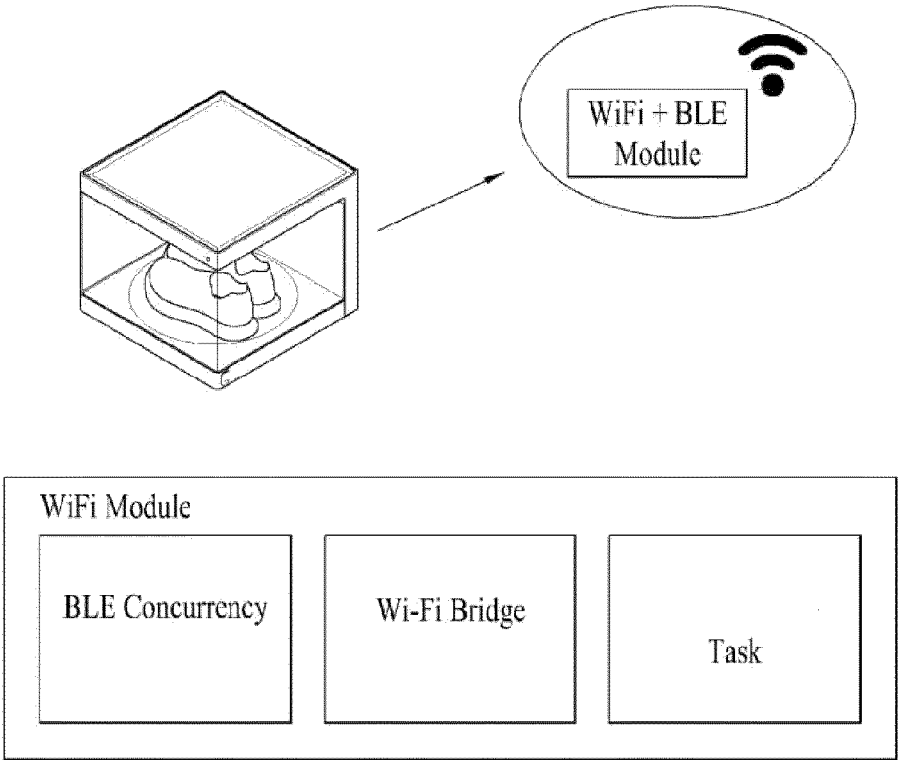 WiFi + BLE
Module
WiFi Module
BLE Concurrency
Wi-Fi Bridge
Task